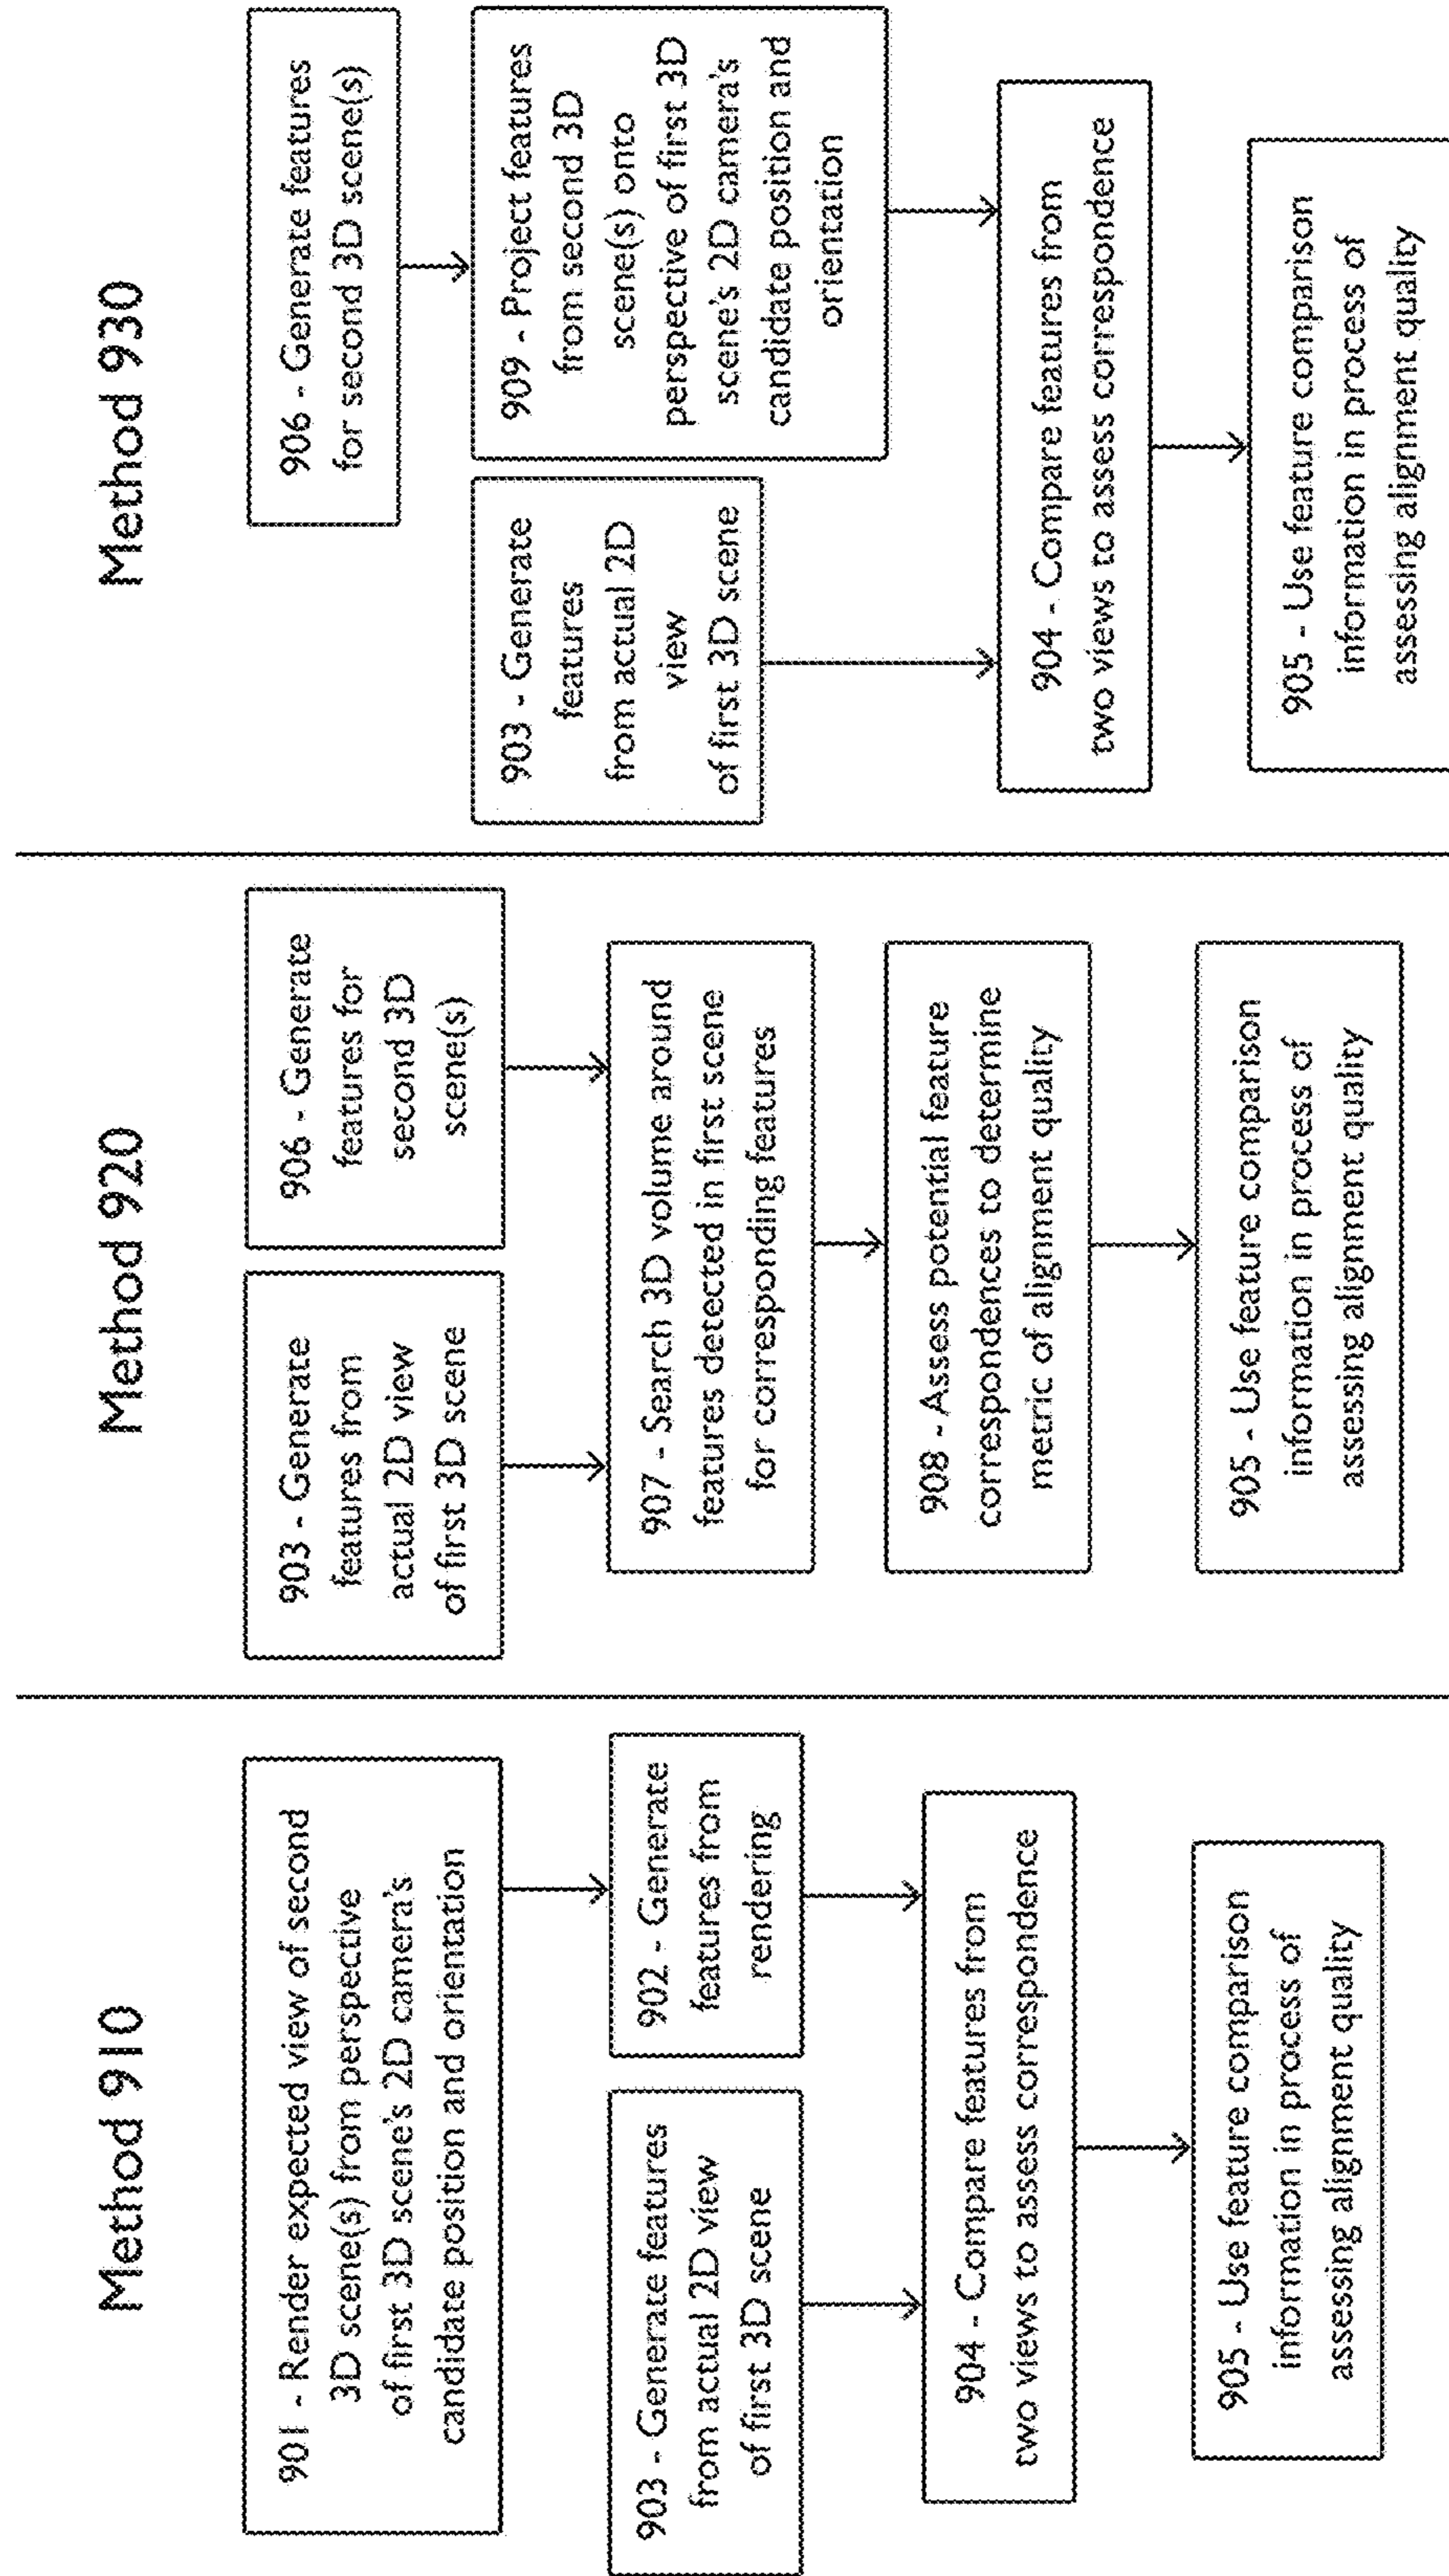 Method 910
901 - Render expected view of second
3D scene(s) from perspective
of first 3D scene's 2D camera's
candidate position and orientation
903 - Generate features
from actual 2D view
of first 3D scene
902 - Generate
features from
rendering
904 - Compare features from
two views to assess correspondence
905 - Use feature comparison
information in process of
assessing alignment quality
Method 920
903 - Generate
features from
actual 2D view
of first 3D scene
906 - Generate
features for
second 3D
scene(s)
907 - Search 3D volume around
features detected in first scene
for corresponding features
908 - Assess potential feature
correspondences to determine
metric of alignment quality
905 - Use feature comparison
information in process of
assessing alignment quality
Method 930
906 - Generate features
for second 3D scene(s)
903 - Generate
features
from actual 2D
view
of first 3D scene
909 - Project features
from second 3D
scene(s) onto
perspective of first 3D
scene's 2D camera's
candidate position and
orientation
904 - Compare features from
two views to assess correspondence
905 - Use feature comparison
information in process of
assessing alignment quality